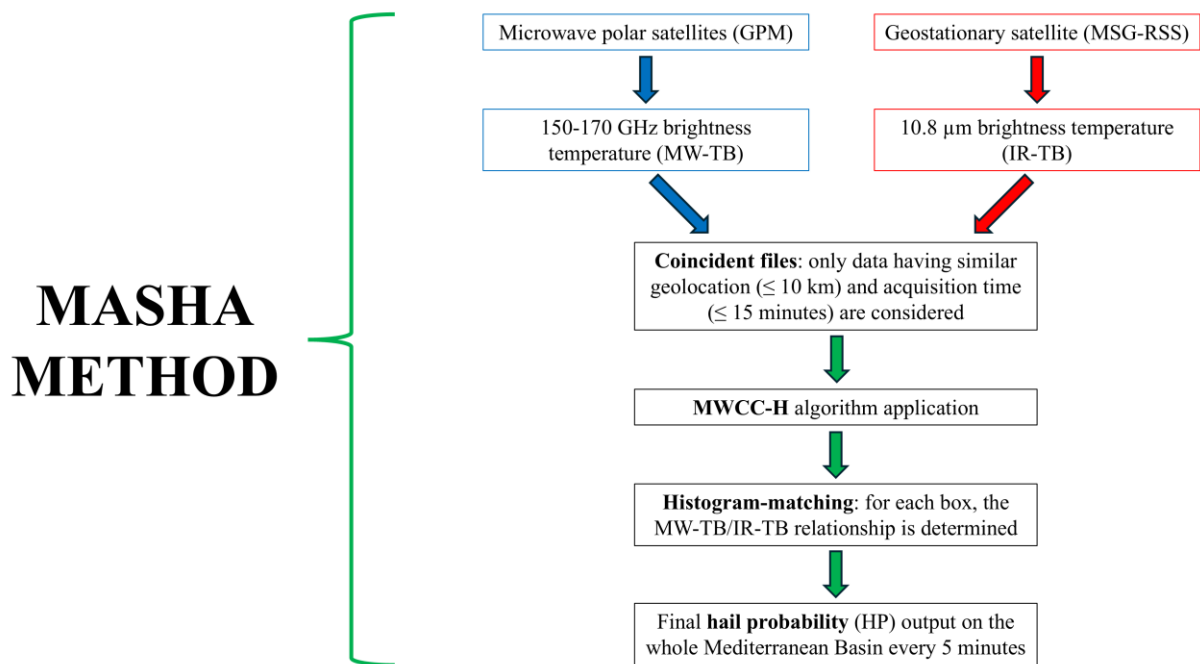 MASHA
METHOD
Microwave polar satellites (GPM)
Geostationary satellite (MSG-RSS)
150-170 GHz brightness
temperature (MW-TB)
10.8 µm brightness temperature
(IR-TB)
Coincident files: only data having similar
geolocation (≤ 10 km) and acquisition time
(≤ 15 minutes) are considered
MWCC-H algorithm application
Histogram-matching: for each box, the
MW-TB/IR-TB relationship is determined
Final hail probability (HP) output on the
whole Mediterranean Basin every 5 minutes